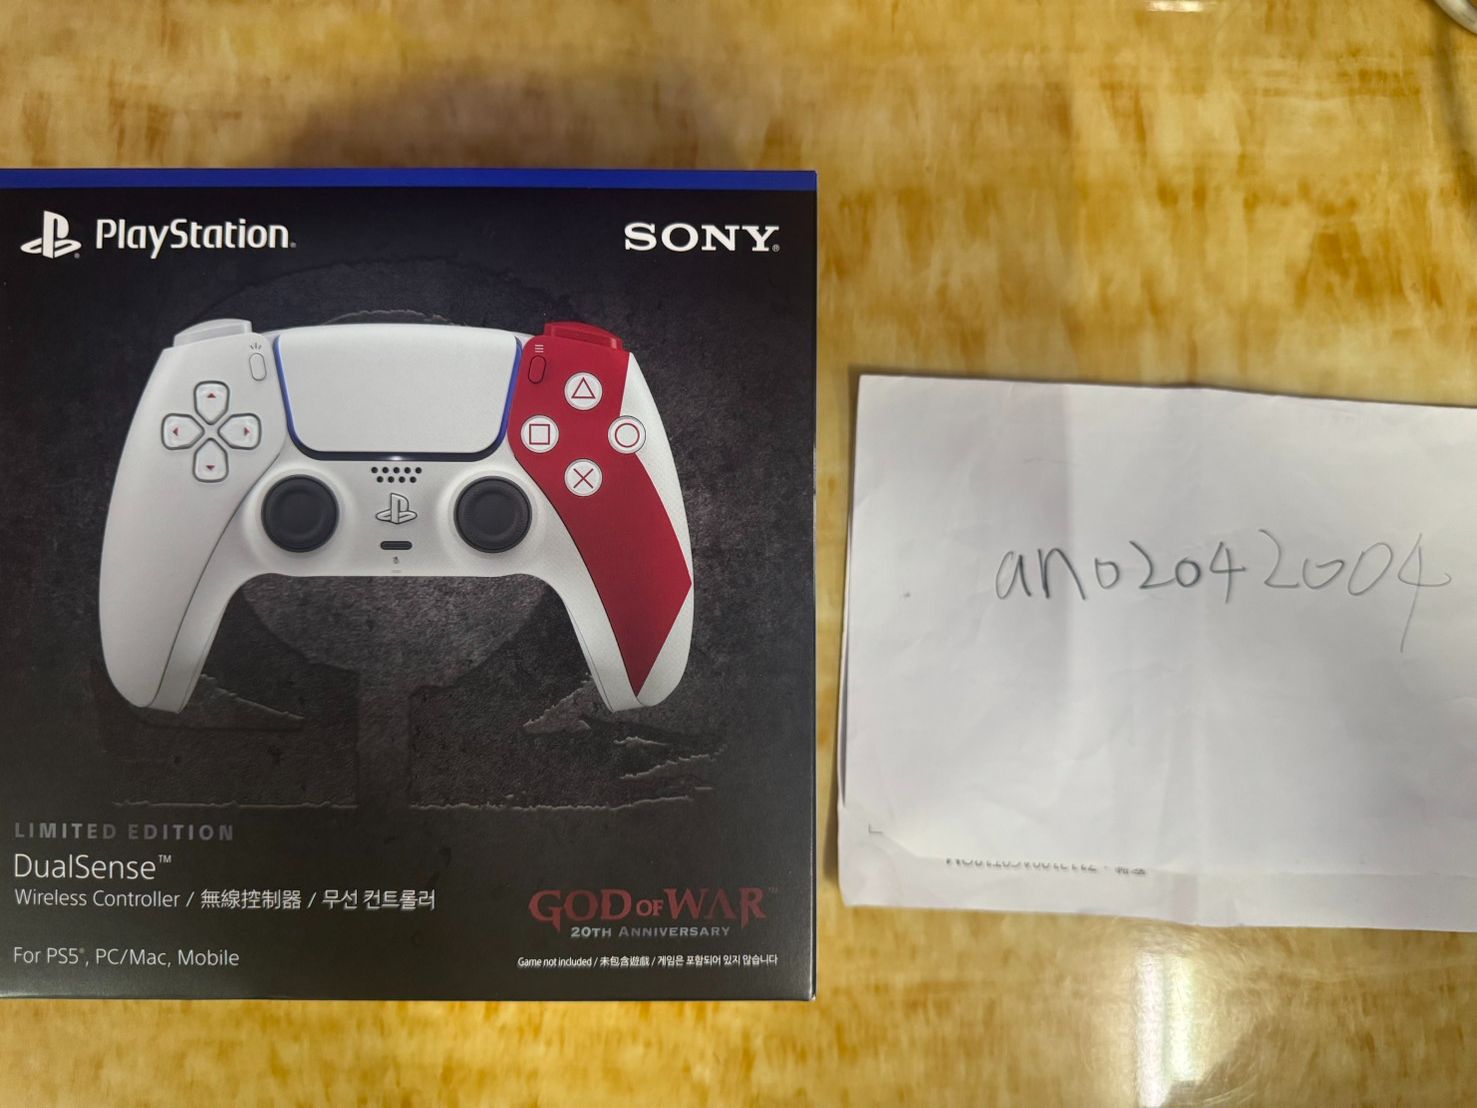 PlayStation®
SONY®
LIMITED EDITION
DualSense™
Wireless Controller / 無線控制器 / 무선 컨트롤러
For PS5®, PC/Mac, Mobile
GOD OF WAR™
20TH ANNIVERSARY
Game not included / 未包含遊戲 / 게임은 포함되어 있지 않습니다
ano2042004